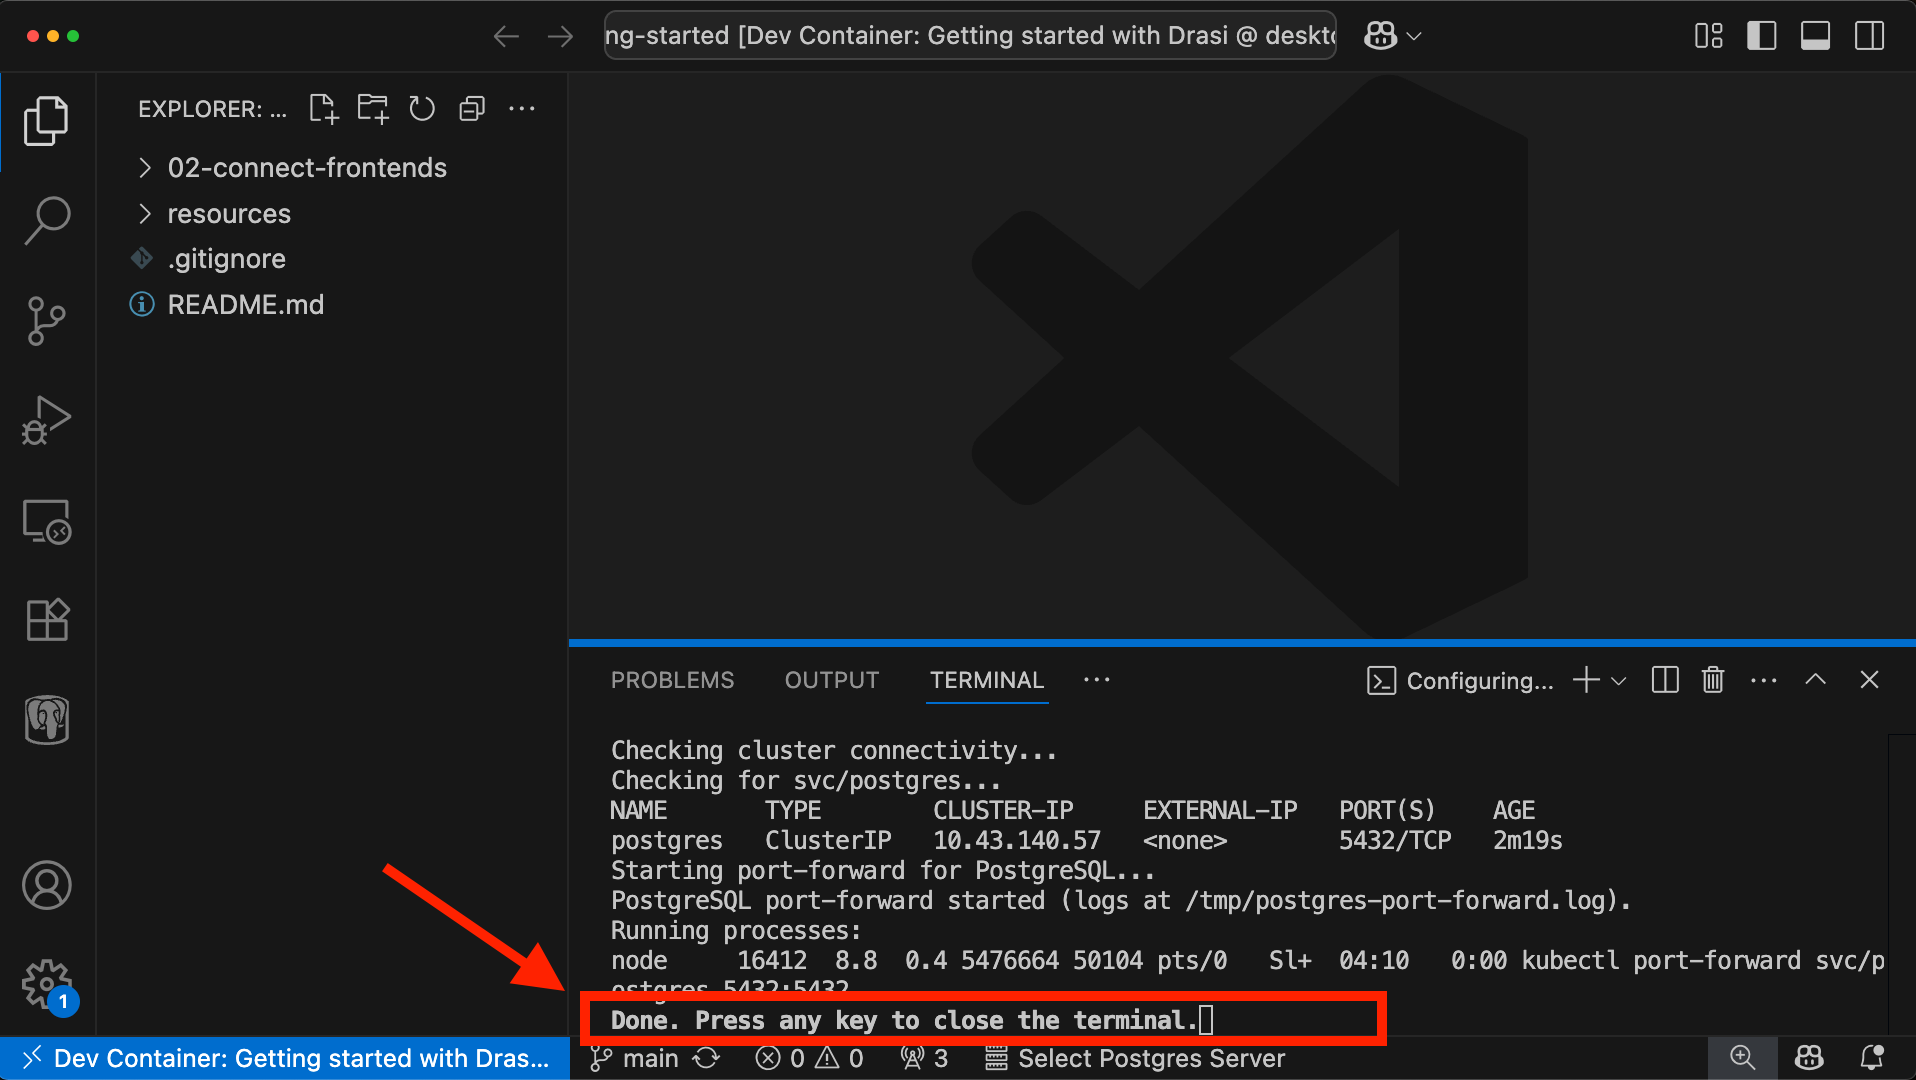 ng-started [Dev Container: Getting started with Drasi @ deskto
EXPLORER: ...
02-connect-frontends
resources
.gitignore
README.md
PROBLEMS OUTPUT TERMINAL
Configuring...
Checking cluster connectivity...
Checking for svc/postgres...
NAME TYPE CLUSTER-IP EXTERNAL-IP PORT(S) AGE
postgres ClusterIP 10.43.140.57 <none> 5432/TCP 2m19s
Starting port-forward for PostgreSQL...
PostgreSQL port-forward started (logs at /tmp/postgres-port-forward.log).
Running processes:
node 16412 8.8 0.4 5476664 50104 pts/0 Sl+ 04:10 0:00 kubectl port-forward svc/p
ostgres 5432:5432
Done. Press any key to close the terminal.
1
Dev Container: Getting started with Dras... main 0 0 3 Select Postgres Server